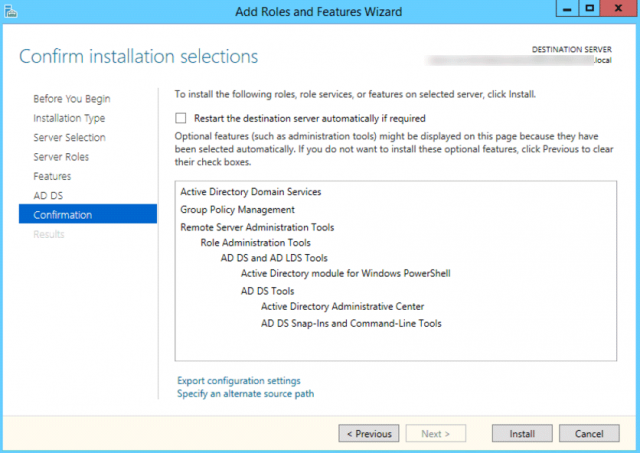 Add Roles and Features Wizard
Confirm installation selections
DESTINATION SERVER
.local
Before You Begin
Installation Type
Server Selection
Server Roles
Features
AD DS
Confirmation
Results
To install the following roles, role services, or features on selected server, click Install.
Restart the destination server automatically if required
Optional features (such as administration tools) might be displayed on this page because they have
been selected automatically. If you do not want to install these optional features, click Previous to clear
their check boxes.
Active Directory Domain Services
Group Policy Management
Remote Server Administration Tools
Role Administration Tools
AD DS and AD LDS Tools
Active Directory module for Windows PowerShell
AD DS Tools
Active Directory Administrative Center
AD DS Snap-Ins and Command-Line Tools
Export configuration settings
Specify an alternate source path
< Previous
Next >
Install
Cancel